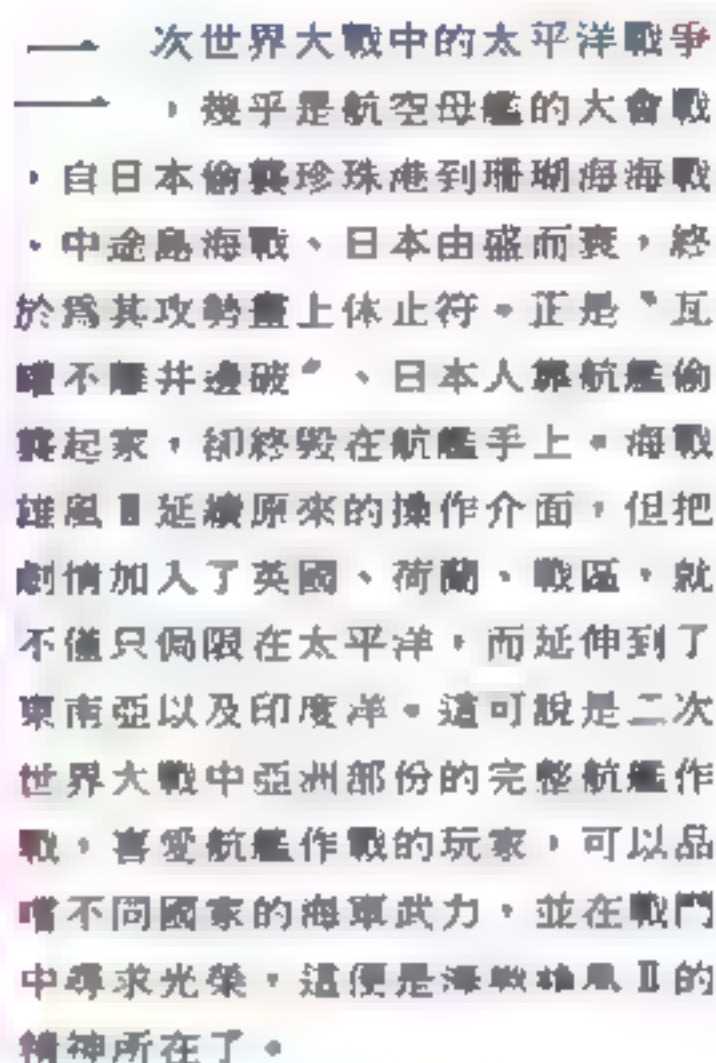 二次世界大戰中的太平洋戰爭
，幾乎是航空母艦的大會戰
，自日本偷襲珍珠港到珊瑚海海戰
、中途島海戰、日本由盛而衰，終
於為其攻勢畫上休止符。正是〝瓦
罐不離井邊破〞、日本人靠航艦偷
襲起家，卻終毀在航艦手上。海戰
雄風Ⅱ延續原來的操作介面，但把
劇情加入了英國、荷蘭、戰區，就
不僅只侷限在太平洋，而延伸到了
東南亞以及印度洋。這可說是二次
世界大戰中亞洲部份的完整航艦作
戰，喜愛航艦作戰的玩家，可以品
嚐不同國家的海軍武力，並在戰鬥
中尋求光榮，這便是海戰雄風Ⅱ的
精神所在了。